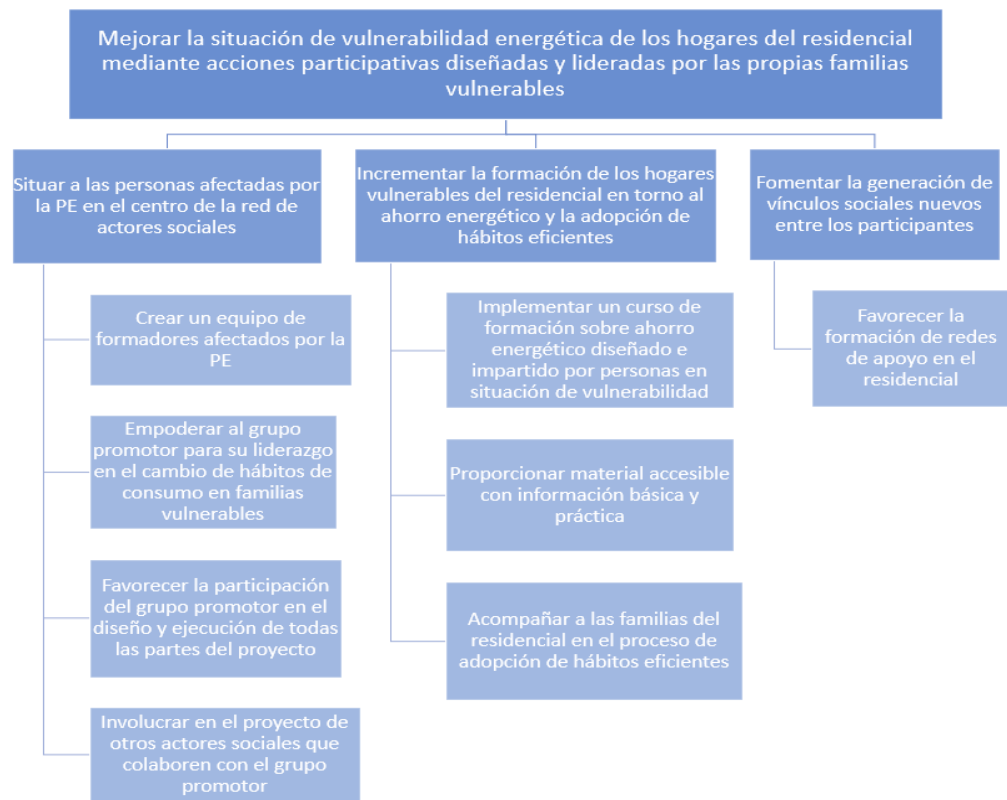 Mejorar la situación de vulnerabilidad energética de los hogares del residencial
mediante acciones participativas diseñadas y lideradas por las propias familias
vulnerables
Situar a las personas afectadas por
la PE en el centro de la red de
actores sociales
Crear un equipo de
formadores afectados por la
PE
Empoderar al grupo
promotor para su liderazgo
en el cambio de hábitos de
consumo en familias
vulnerables
Favorecer la participación
del grupo promotor en el
diseño y ejecución de todas
las partes del proyecto
Involucrar en el proyecto de
otros actores sociales que
colaboren con el grupo
promotor
Incrementar la formación de los hogares
vulnerables del residencial en torno al
ahorro energético y la adopción de
hábitos eficientes
Implementar un curso de
formación sobre ahorro
energético diseñado e
impartido por personas en
situación de vulnerabilidad
Proporcionar material accesible
con información básica y
práctica
Acompañar a las familias del
residencial en el proceso de
adopción de hábitos eficientes
Fomentar la generación de
vínculos sociales nuevos
entre los participantes
Favorecer la
formación de redes
de apoyo en el
residencial